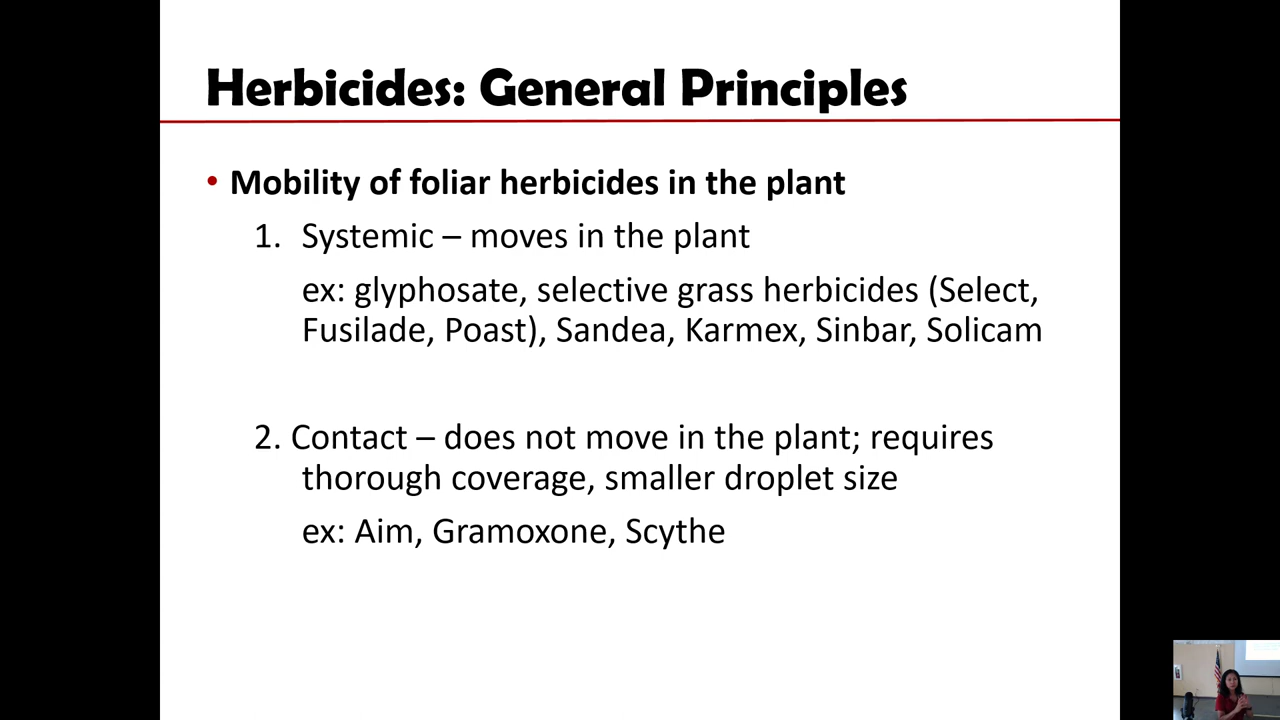 Herbicides: General Principles
• Mobility of foliar herbicides in the plant
1. Systemic – moves in the plant
ex: glyphosate, selective grass herbicides (Select,
Fusilade, Poast), Sandea, Karmex, Sinbar, Solicam
2. Contact – does not move in the plant; requires
thorough coverage, smaller droplet size
ex: Aim, Gramoxone, Scythe